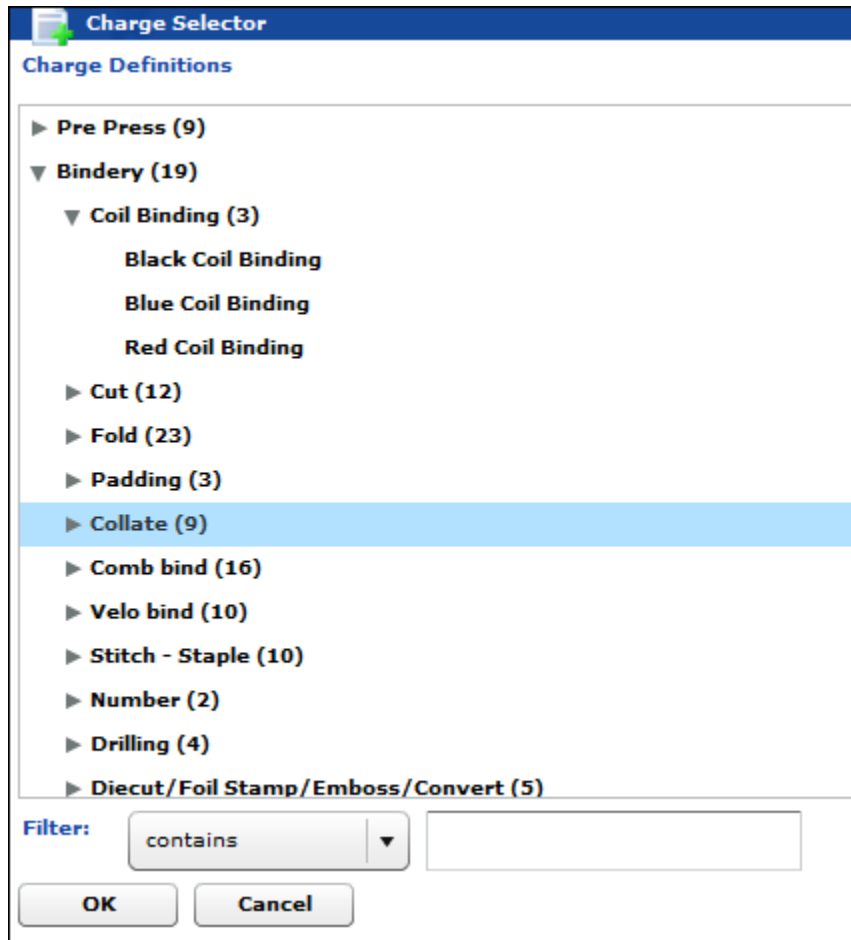 Charge Selector
Charge Definitions
Pre Press (9)
Bindery (19)
Coil Binding (3)
Black Coil Binding
Blue Coil Binding
Red Coil Binding
Cut (12)
Fold (23)
Padding (3)
Collate (9)
Comb bind (16)
Velo bind (10)
Stitch - Staple (10)
Number (2)
Drilling (4)
Diecut/Foil Stamp/Emboss/Convert (5)
Filter: contains
OK Cancel